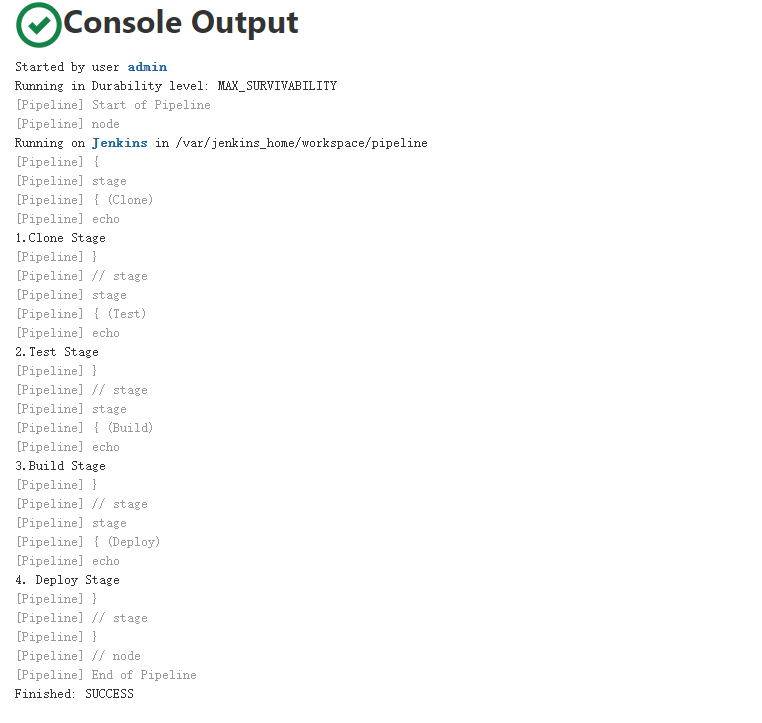 Console Output
Started by user admin
Running in Durability level: MAX_SURVIVABILITY
[Pipeline] Start of Pipeline
[Pipeline] node
Running on Jenkins in /var/jenkins_home/workspace/pipeline
[Pipeline] {
[Pipeline] stage
[Pipeline] { (Clone)
[Pipeline] echo
1.Clone Stage
[Pipeline] }
[Pipeline] // stage
[Pipeline] stage
[Pipeline] { (Test)
[Pipeline] echo
2.Test Stage
[Pipeline] }
[Pipeline] // stage
[Pipeline] stage
[Pipeline] { (Build)
[Pipeline] echo
3.Build Stage
[Pipeline] }
[Pipeline] // stage
[Pipeline] stage
[Pipeline] { (Deploy)
[Pipeline] echo
4. Deploy Stage
[Pipeline] }
[Pipeline] // stage
[Pipeline] }
[Pipeline] // node
[Pipeline] End of Pipeline
Finished: SUCCESS